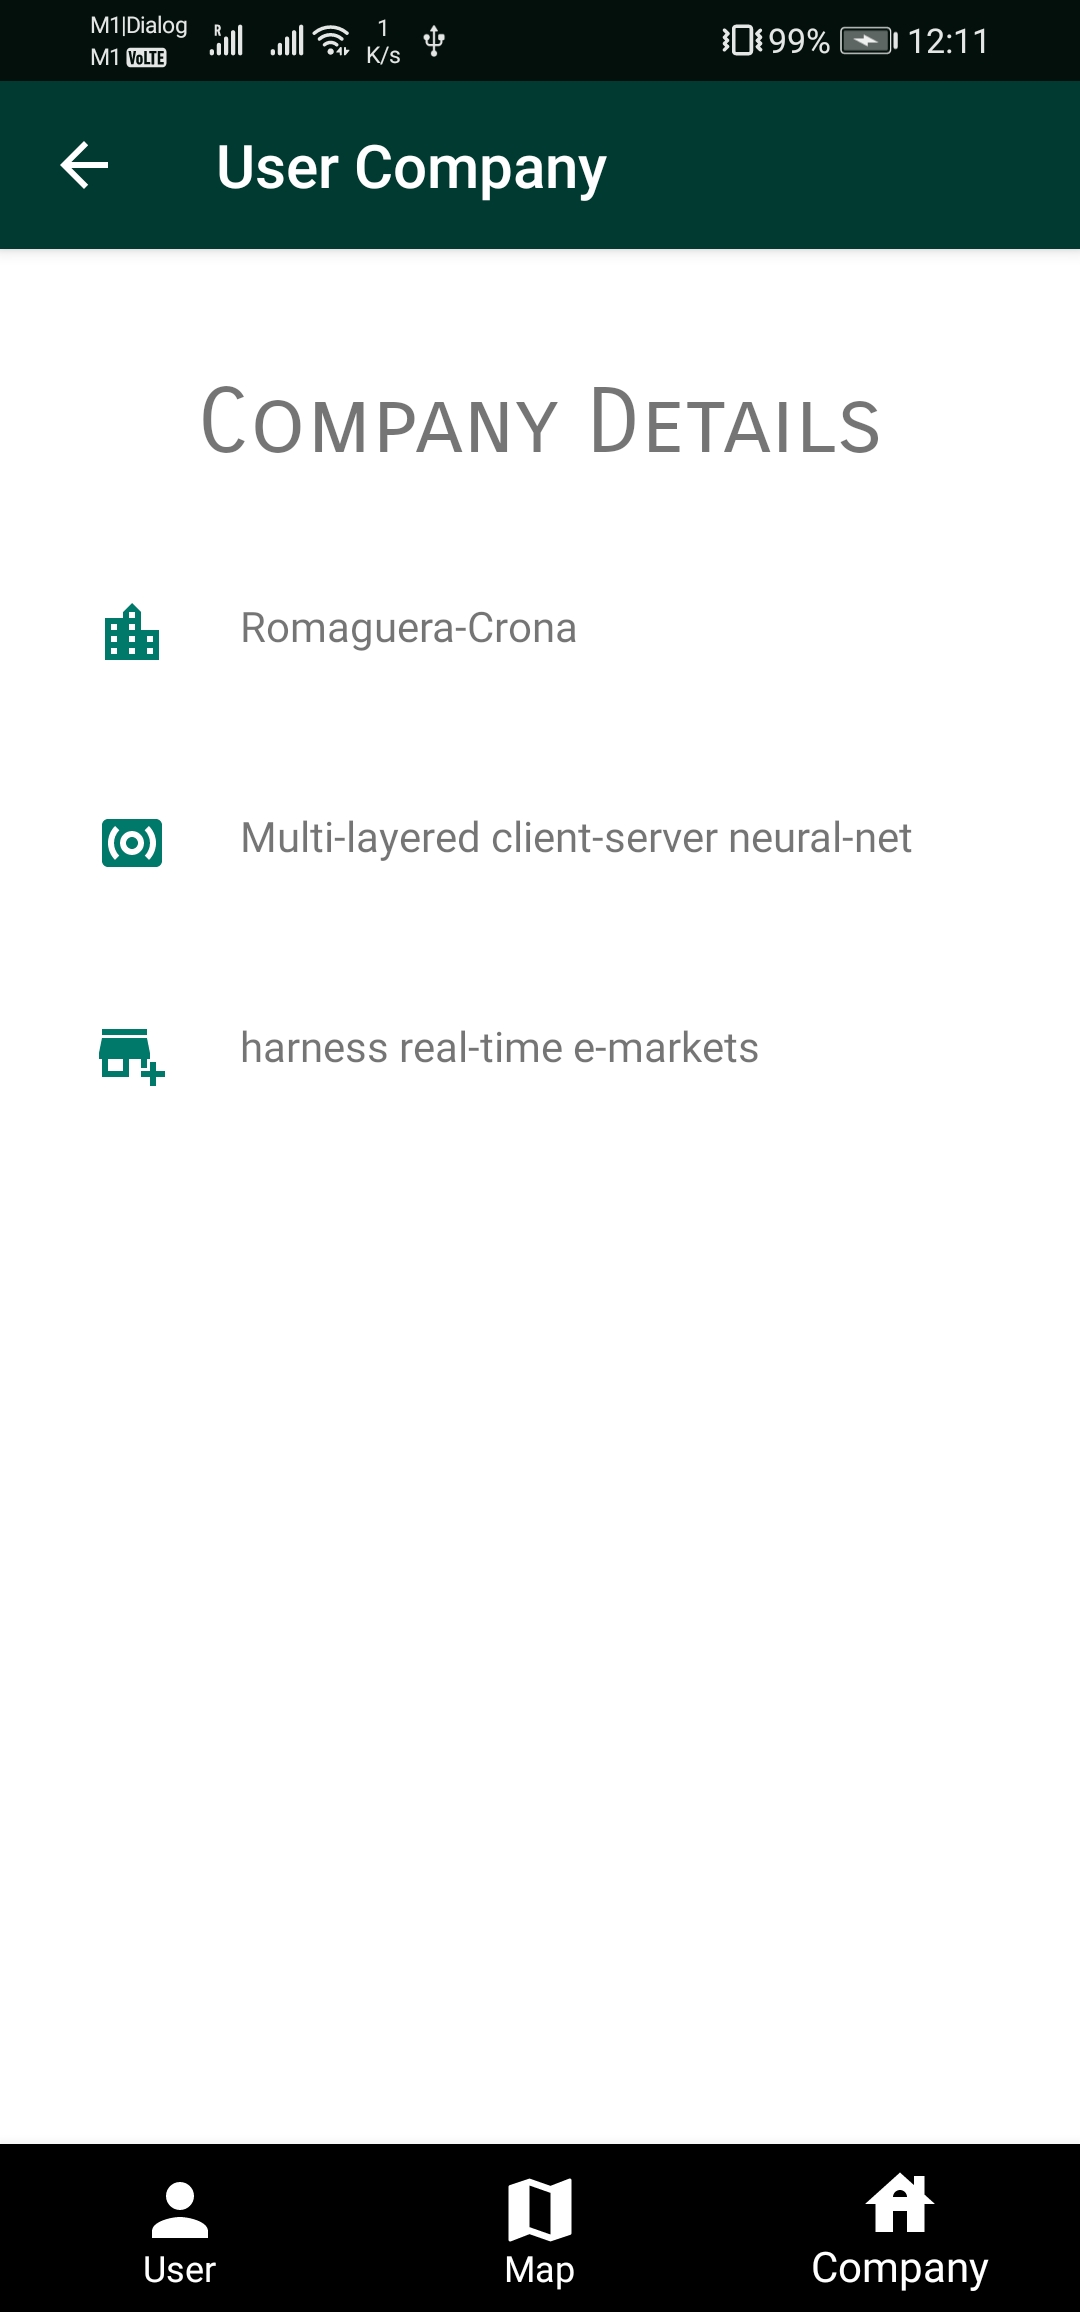 M1|Dialog
M1 VoLTE
R
1
K/s
99% 12:11
User Company
Company Details
Romaguera-Crona
Multi-layered client-server neural-net
harness real-time e-markets
User Map Company